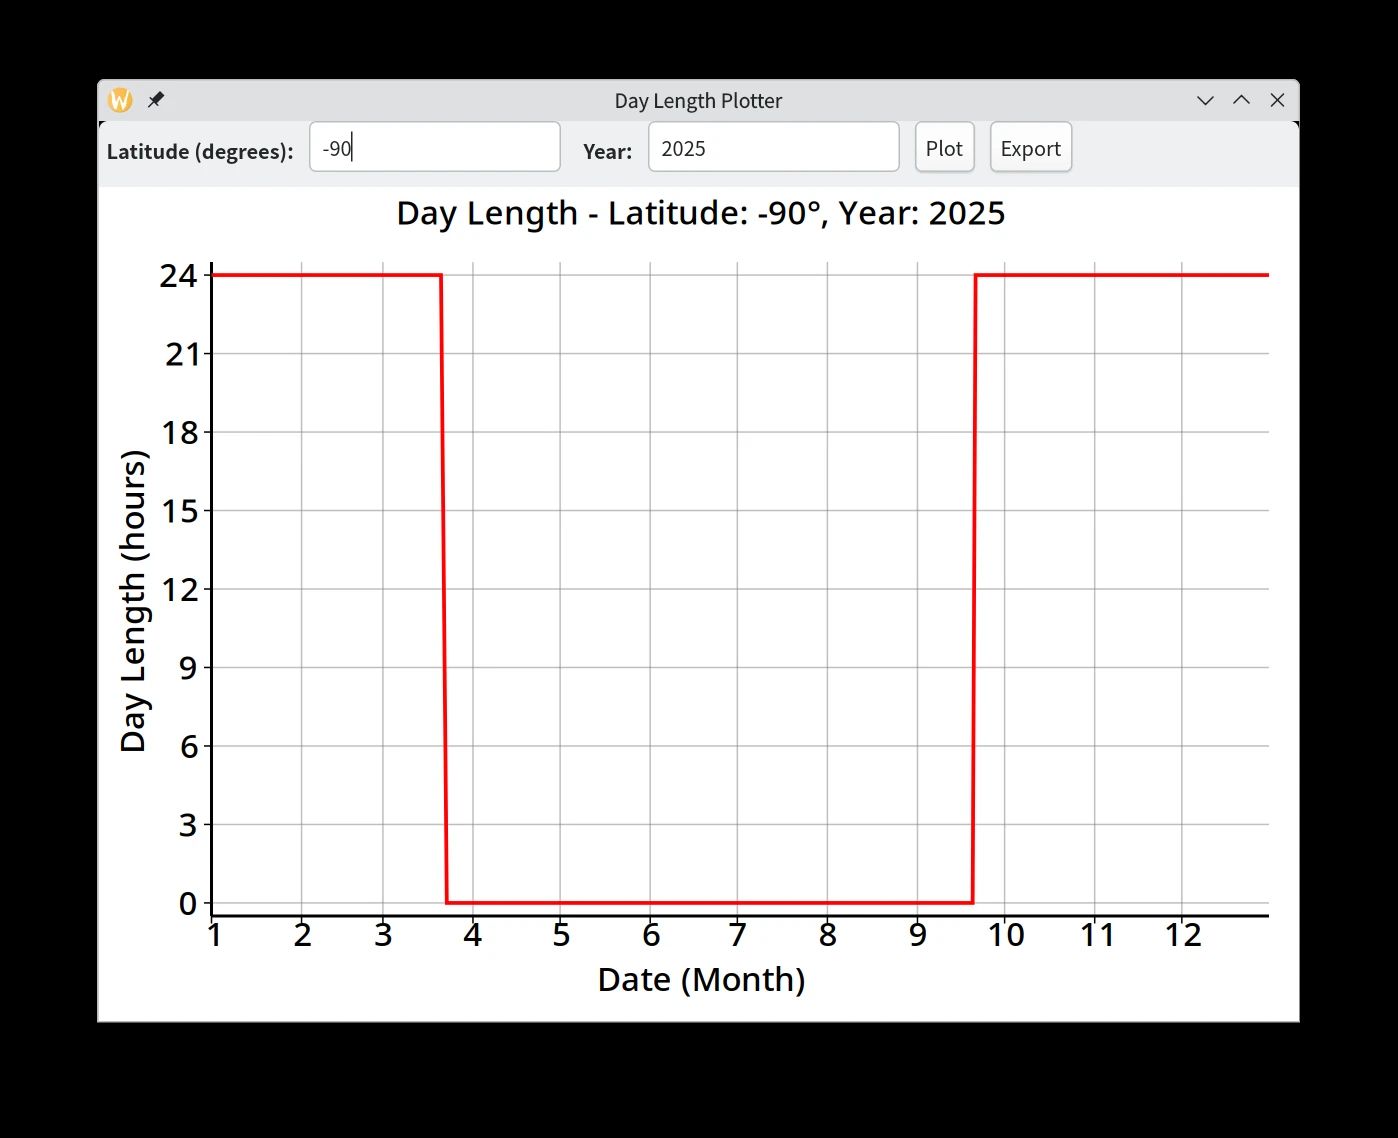 W
Day Length Plotter
Latitude (degrees): -90 Year: 2025 Plot Export
Day Length - Latitude: -90°, Year: 2025
24
21
18
15
12
9
6
3
0
Day Length (hours)
1 2 3 4 5 6 7 8 9 10 11 12
Date (Month)